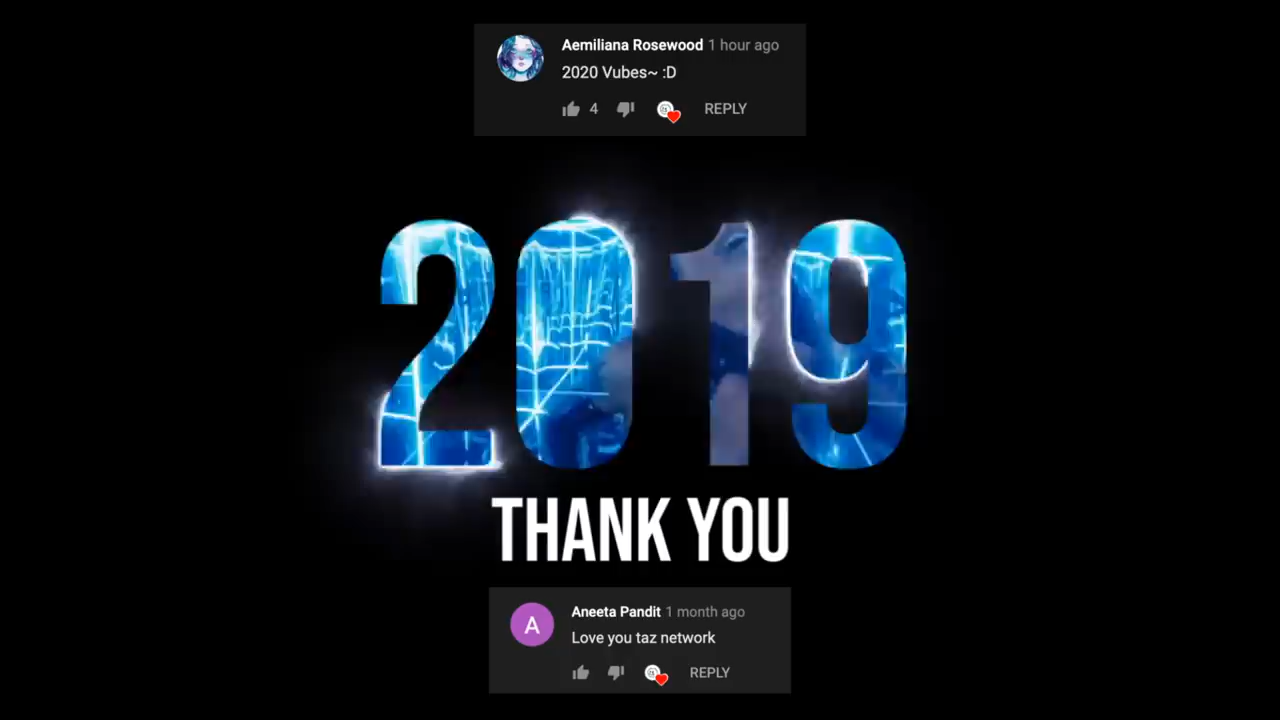 Aemiliana Rosewood 1 hour ago
2020 Vubes~ :D
4 REPLY
2019
THANK YOU
A
Aneeta Pandit 1 month ago
Love you taz network
REPLY